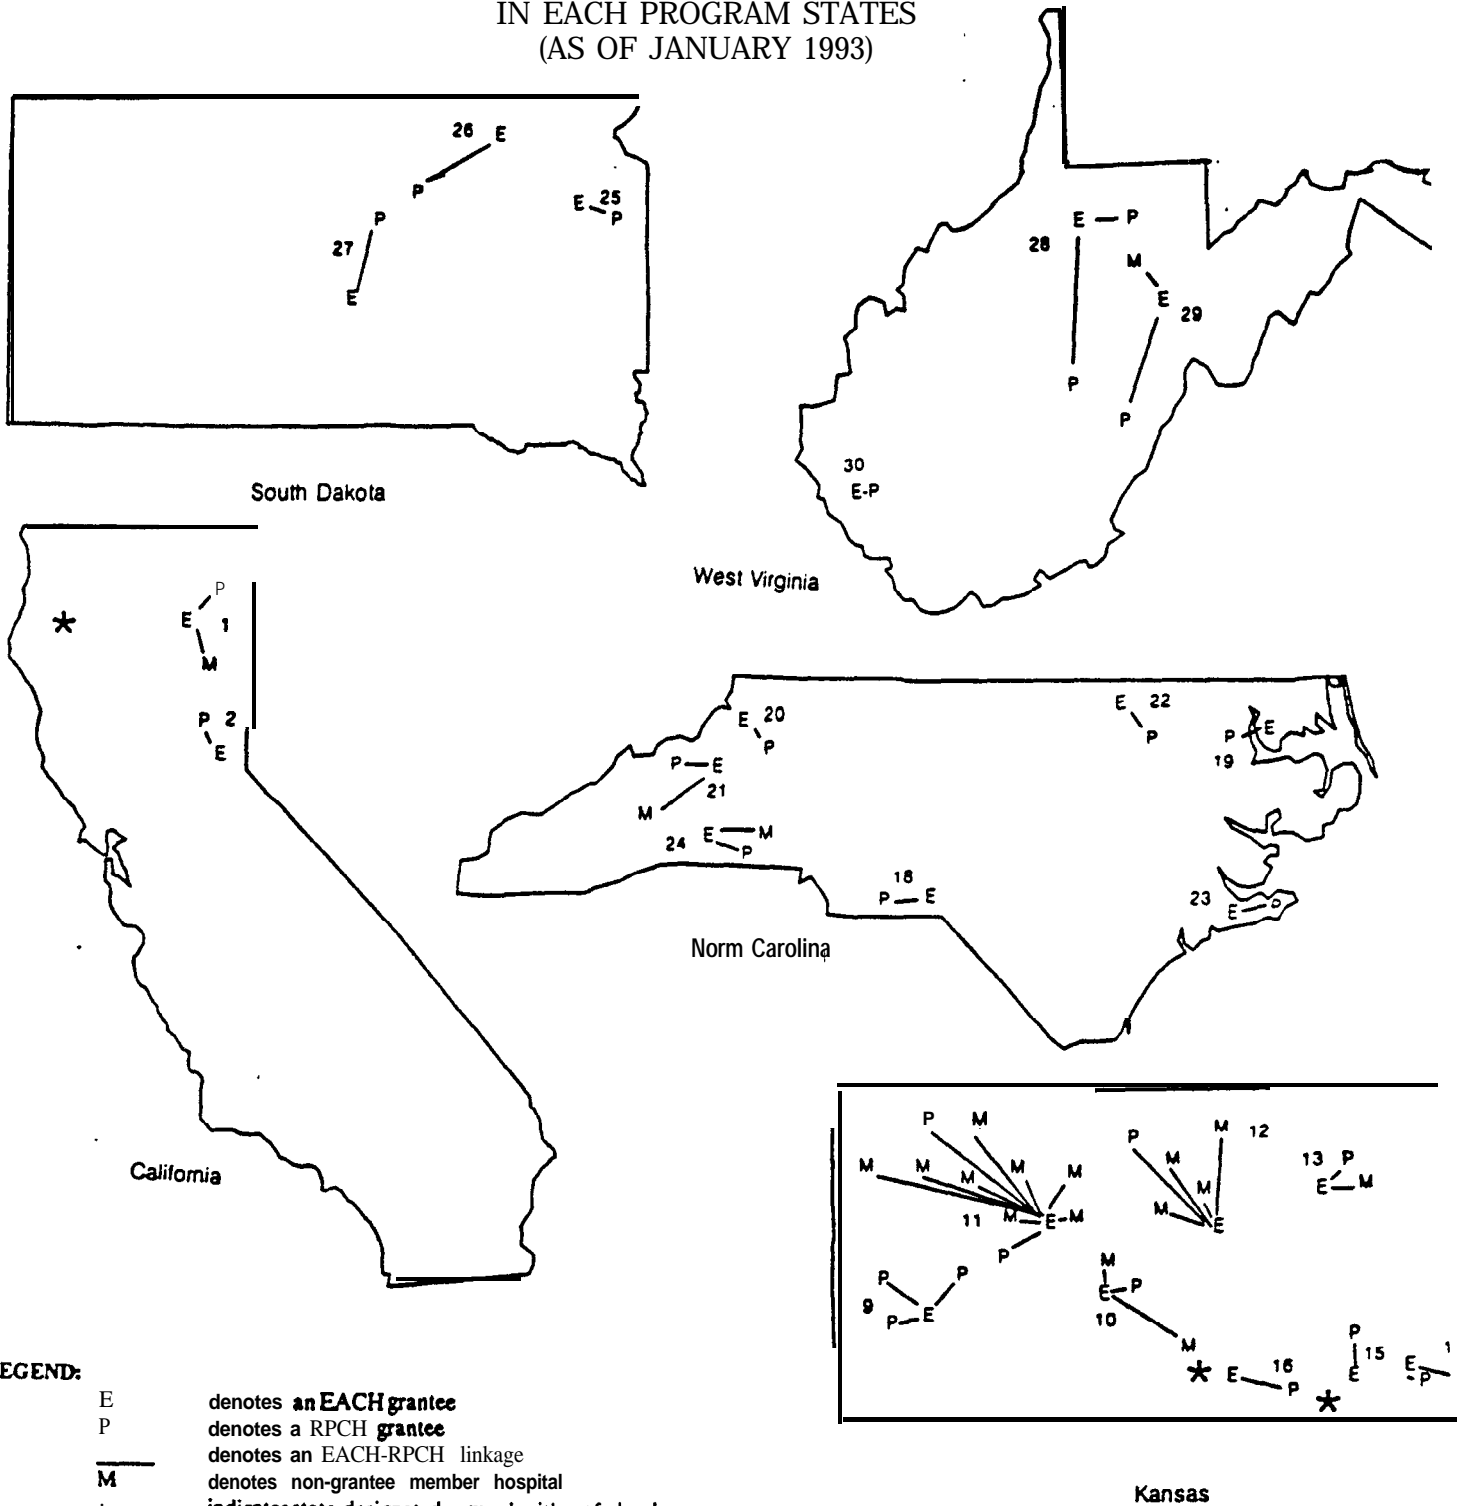 IN EACH PROGRAM STATES
(AS OF JANUARY 1993)
26 E
P
E 25
P
P
27
E
South Dakota
E P
28
M
E
29
P
P
30
E-P
West Virginia
P
E 1
M
P 2
E
California
E 20
P
P E
21
M
E M
24 P
E 22
P
P E
19
18
P E
23 E P
Norm Carolina
P M
M M M M M
11 M E M
P
P P
9 E
P
P M 12
M
M
M E
13 P
E M
M
E P
10
M
E 16
P
P
15
E
E 1
P
Kansas
EGEND:
E denotes an EACH grantee
P denotes a RPCH grantee
denotes an EACH-RPCH linkage
M denotes non-grantee member hospital